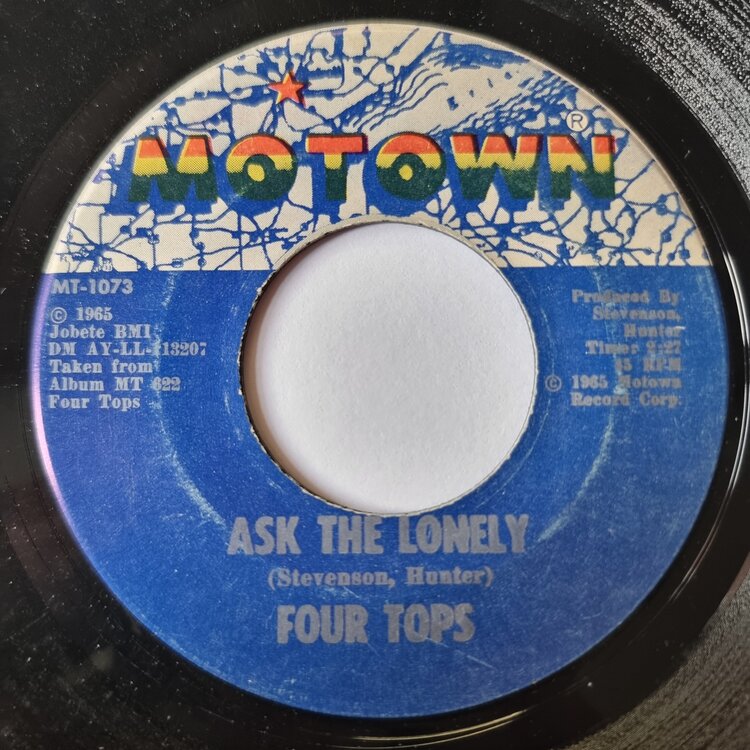 MOTOWN®
MT-1073
© 1965
Jobete BMI
DM AY-LL-113207
Taken from
Album MT 622
Four Tops
Produced By
Stevenson,
Hunter
Time: 2:27
45 RPM
© 1965 Motown
Record Corp.
ASK THE LONELY
(Stevenson, Hunter)
FOUR TOPS